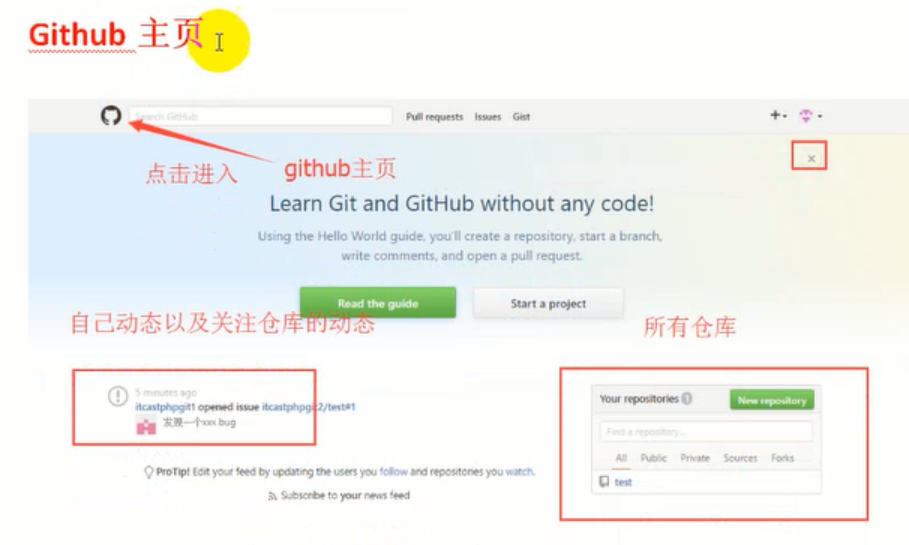 Github 主页
Search GitHub
Pull requests Issues Gist
点击进入
github主页
Learn Git and GitHub without any code!
Using the Hello World guide, you'll create a repository, start a branch,
write comments, and open a pull request.
Read the guide
Start a project
自己动态以及关注仓库的动态
所有仓库
5 minutes ago
itcastphpgit1 opened issue itcastphpgit2/test#1
发现一个xxx bug
ProTip! Edit your feed by updating the users you follow and repositories you watch.
Subscribe to your news feed
Your repositories 1
New repository
Find a repository...
All Public Private Sources Forks
test